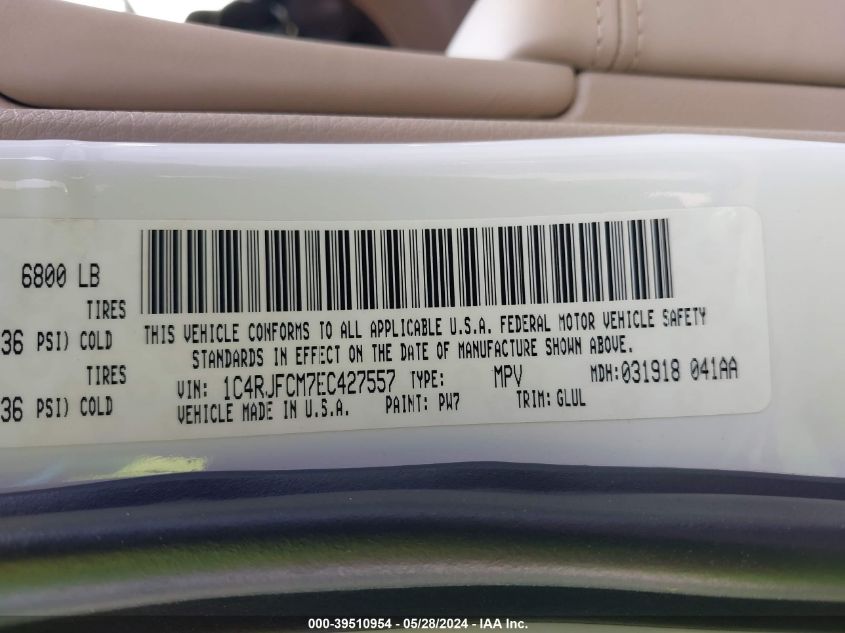 6800 LB
TIRES
36 PSI) COLD
TIRES
36 PSI) COLD
THIS VEHICLE CONFORMS TO ALL APPLICABLE U.S.A. FEDERAL MOTOR VEHICLE SAFETY
STANDARDS IN EFFECT ON THE DATE OF MANUFACTURE SHOWN ABOVE.
VIN: 1C4RJFCM7EC427557 TYPE: MPV MDH:031918 041AA
VEHICLE MADE IN U.S.A. PAINT: PW7 TRIM: GLUL
000-39510954 - 05/28/2024 - IAA Inc.